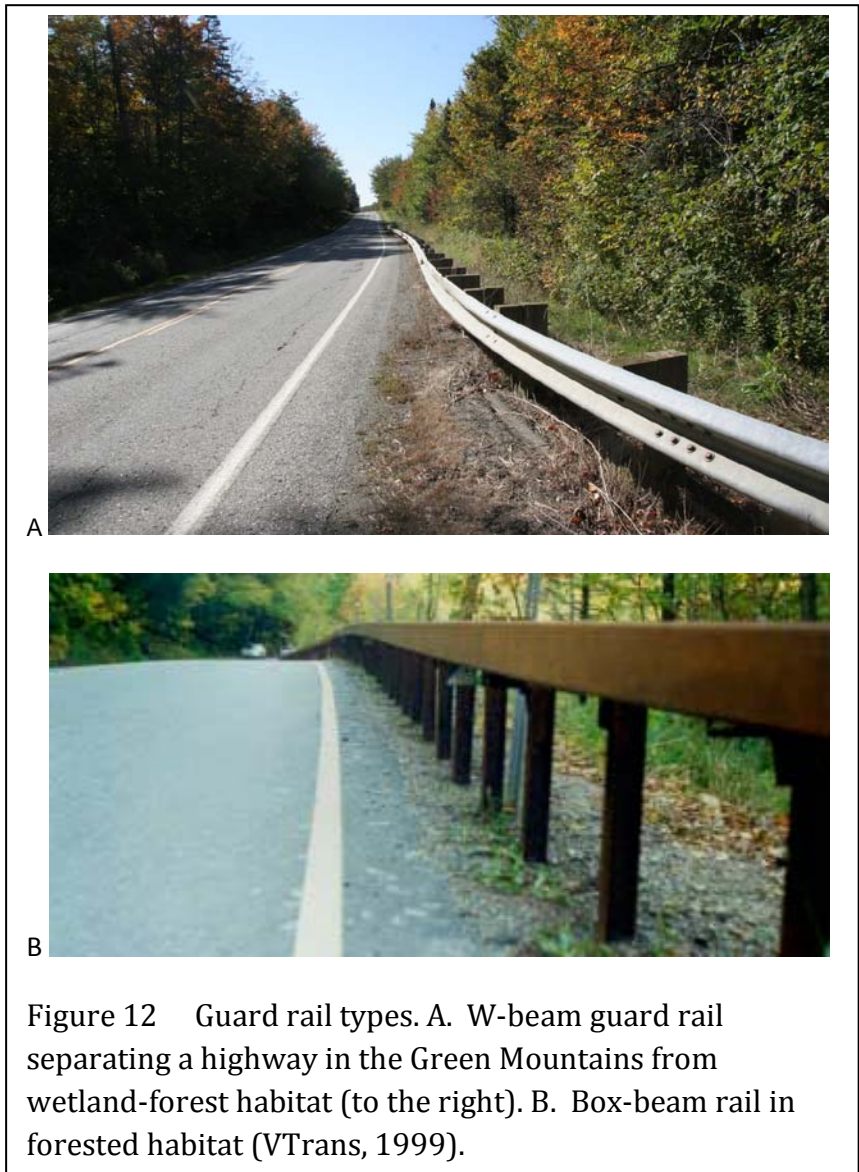 A
B
Figure 12 Guard rail types. A. W-beam guard rail
separating a highway in the Green Mountains from
wetland-forest habitat (to the right). B. Box-beam rail in
forested habitat (VTrans, 1999).